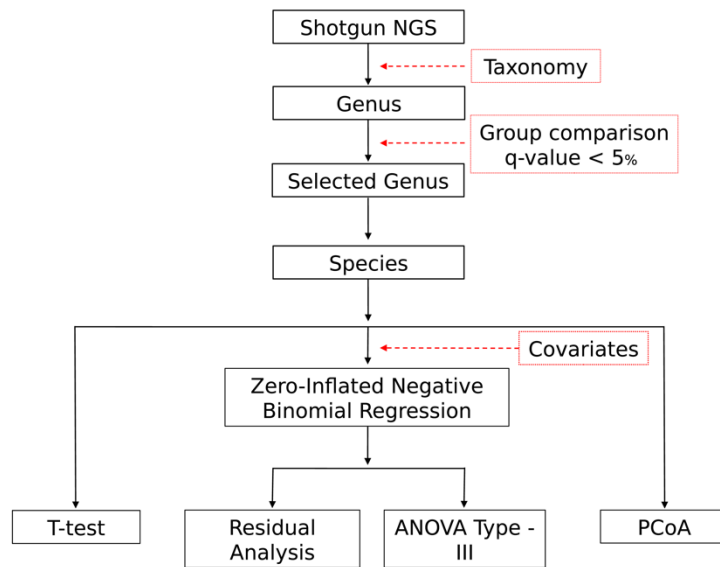 Shotgun NGS
Taxonomy
Genus
Group comparison
q-value < 5%
Selected Genus
Species
Covariates
Zero-Inflated Negative
Binomial Regression
T-test
Residual
Analysis
ANOVA Type -
III
PCoA